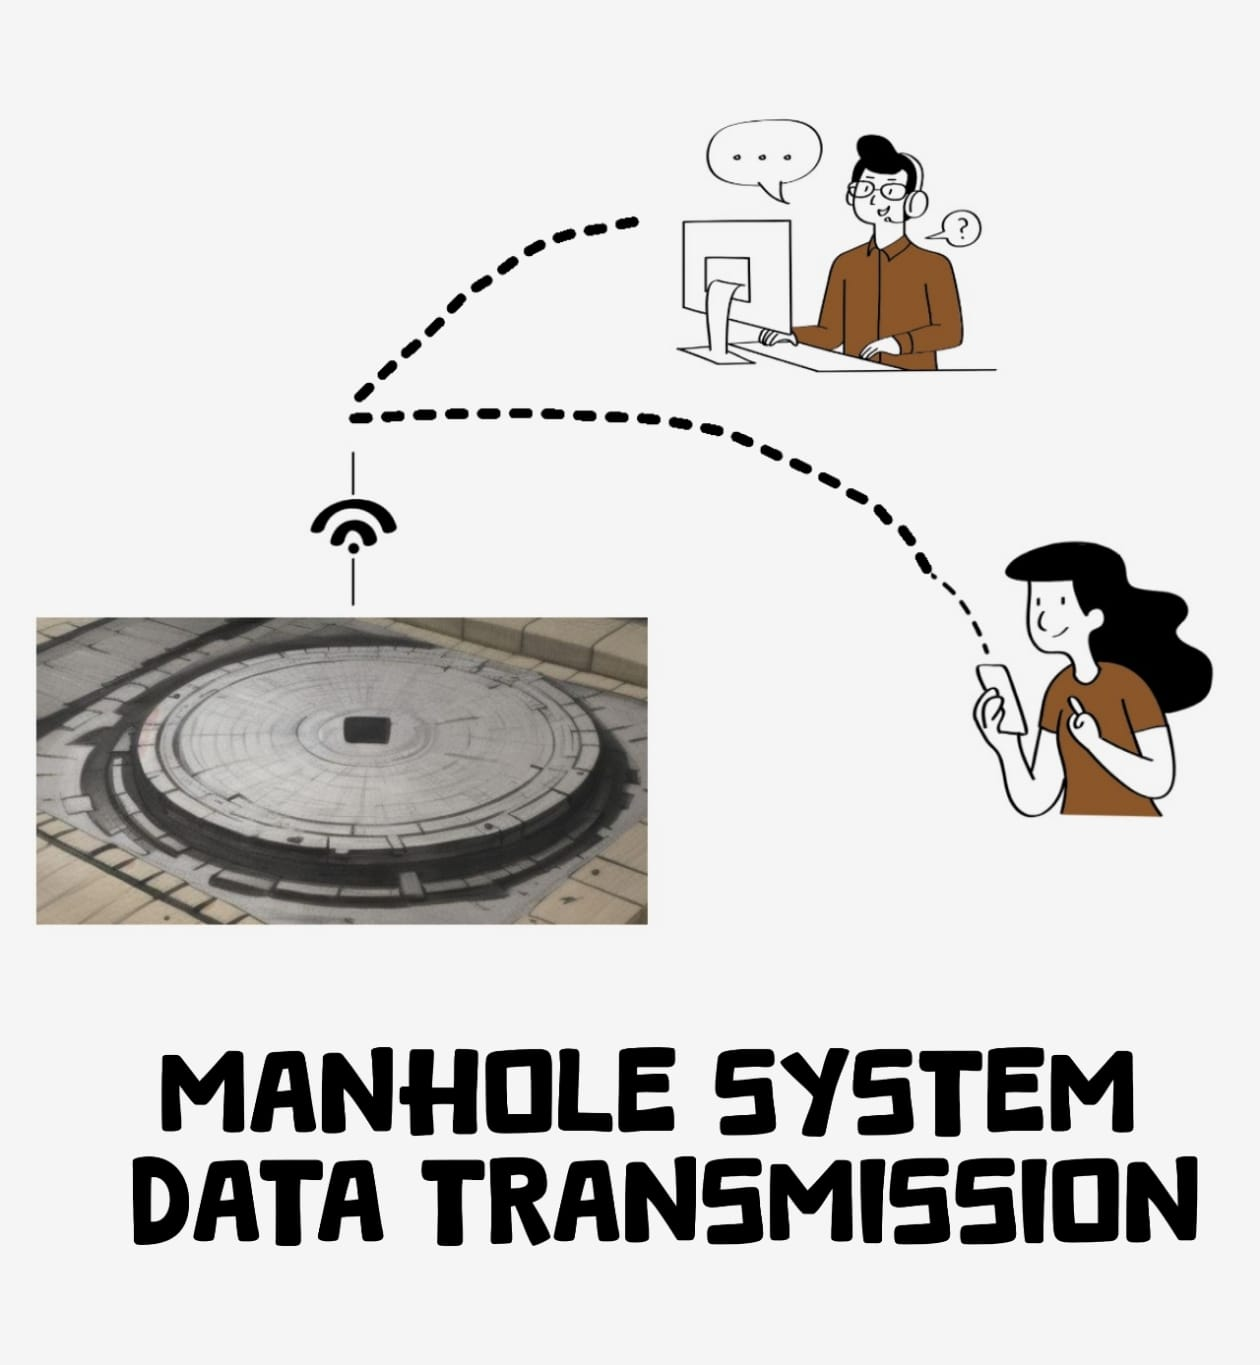 ...
?
MANHOLE SYSTEM
DATA TRANSMISSION